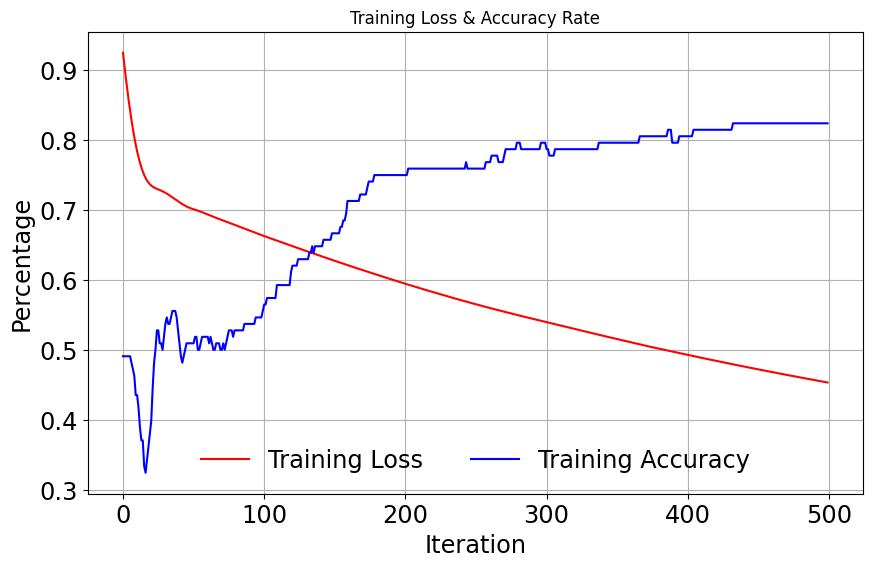 Training Loss & Accuracy Rate
Percentage
0.9
0.8
0.7
0.6
0.5
0.4
0.3
Training Loss Training Accuracy
0 100 200 300 400 500
Iteration